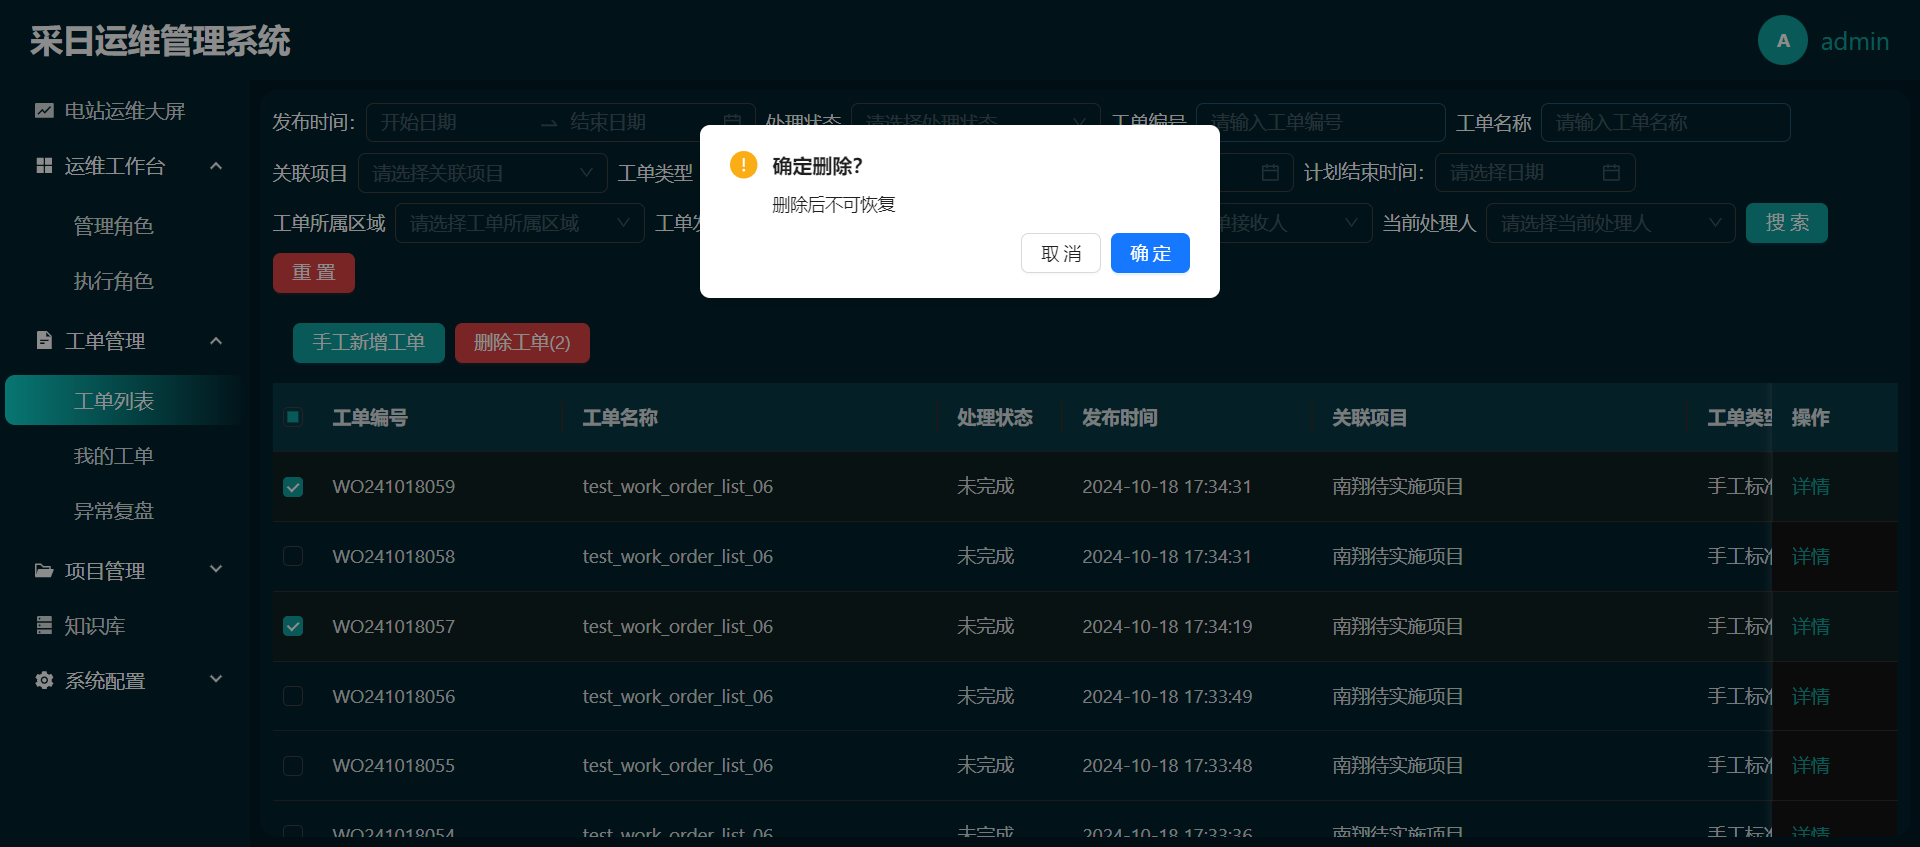 采日运维管理系统
A admin
电站运维大屏
运维工作台
管理角色
执行角色
工单管理
工单列表
我的工单
异常复盘
项目管理
知识库
系统配置
发布时间: 开始日期 结束日期 处理状态 请选择处理状态 工单编号 请输入工单编号 工单名称 请输入工单名称
关联项目 请选择关联项目 工单类型 计划结束时间: 请选择日期
工单所属区域 请选择工单所属区域 工单发 单接收人 当前处理人 请选择当前处理人 搜索
重置
确定删除?
删除后不可恢复
取消 确定
手工新增工单 删除工单(2)
工单编号 工单名称 处理状态 发布时间 关联项目 工单类型 操作
WO241018059 test_work_order_list_06 未完成 2024-10-18 17:34:31 南翔待实施项目 手工标准 详情
WO241018058 test_work_order_list_06 未完成 2024-10-18 17:34:31 南翔待实施项目 手工标准 详情
WO241018057 test_work_order_list_06 未完成 2024-10-18 17:34:19 南翔待实施项目 手工标准 详情
WO241018056 test_work_order_list_06 未完成 2024-10-18 17:33:49 南翔待实施项目 手工标准 详情
WO241018055 test_work_order_list_06 未完成 2024-10-18 17:33:48 南翔待实施项目 手工标准 详情
WO241018054 test_work_order_list_06 未完成 2024-10-18 17:33:36 南翔待实施项目 手工标准 详情